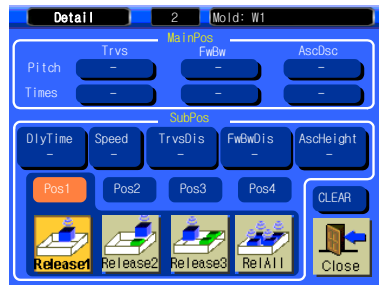 Detail 2 Mold: W1
MainPos
Trvs FwBw AscDsc
Pitch - - -
Times - - -
SubPos
DlyTime Speed TrvsDis FwBwDis AscHeight
- - - - -
Pos1 Pos2 Pos3 Pos4 CLEAR
Release1 Release2 Release3 RelAll Close